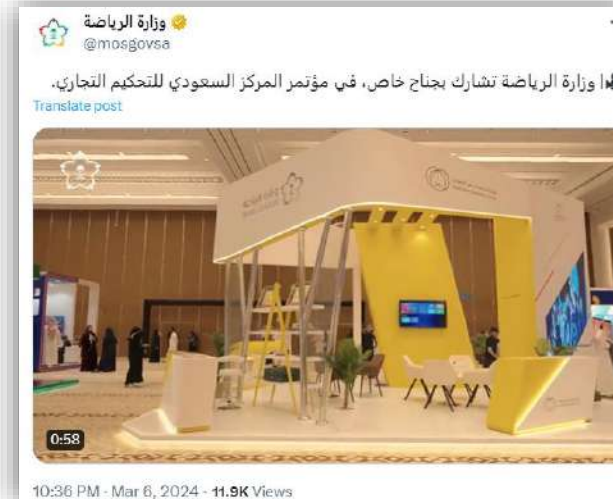 وزارة الرياضة
@mosgovsa
وزارة الرياضة تشارك بجناح خاص، في مؤتمر المركز السعودي للتحكيم التجاري.
Translate post
0:58
10:36 PM · Mar 6, 2024 · 11.9K Views